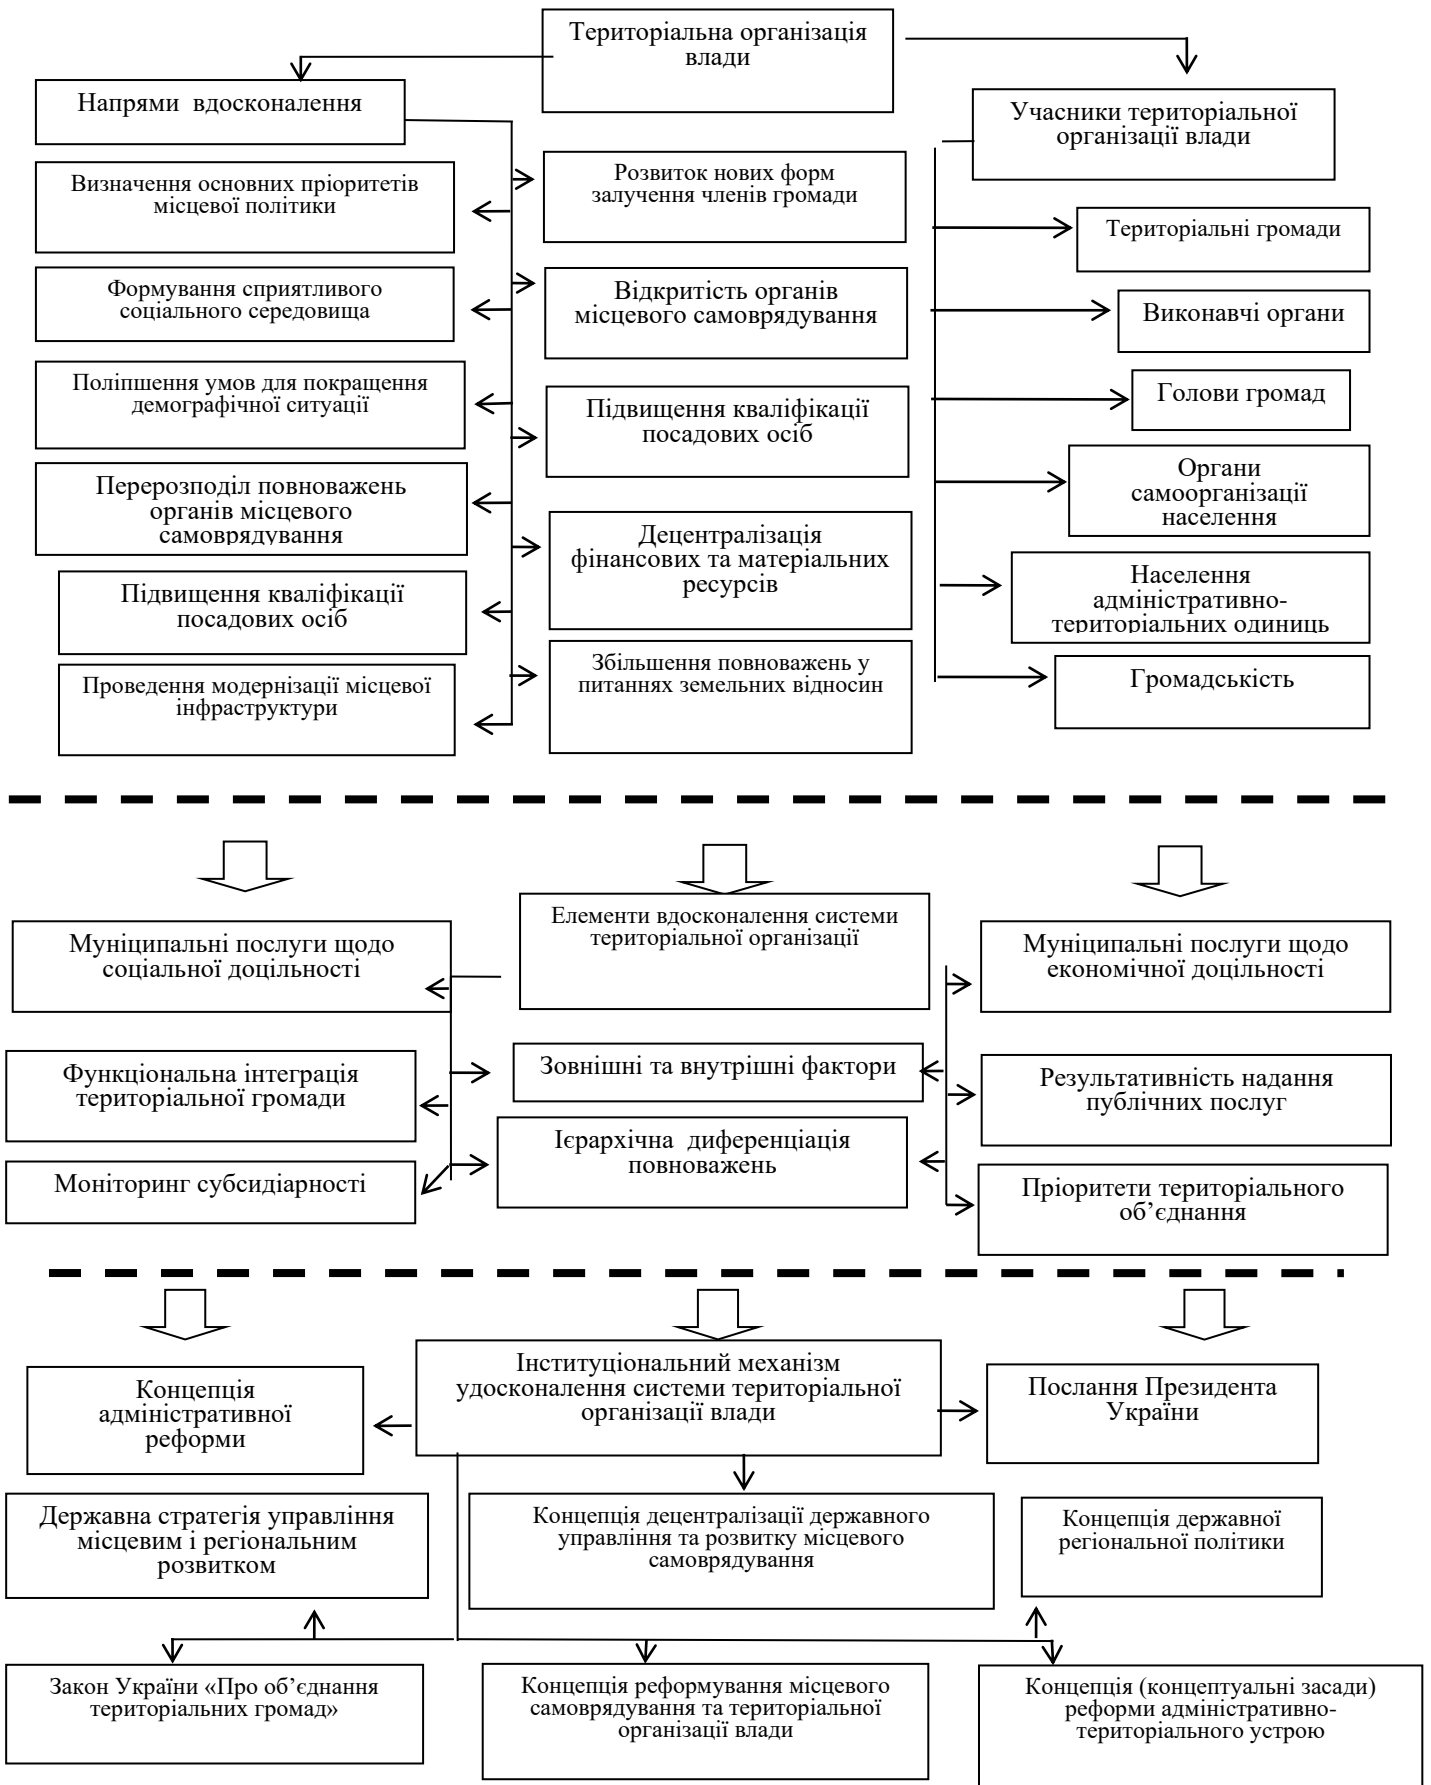 Територіальна організація
влади
Напрями вдосконалення
Учасники територіальної
організації влади
Визначення основних пріоритетів
місцевої політики
Розвиток нових форм
залучення членів громади
Територіальні громади
Формування сприятливого
соціального середовища
Відкритість органів
місцевого самоврядування
Виконавчі органи
Поліпшення умов для покращення
демографічної ситуації
Підвищення кваліфікації
посадових осіб
Голови громад
Перерозподіл повноважень
органів місцевого
самоврядування
Децентралізація
фінансових та матеріальних
ресурсів
Органи
самоорганізації
населення
Підвищення кваліфікації
посадових осіб
Населення
адміністративно-
територіальних одиниць
Проведення модернізації місцевої
інфраструктури
Збільшення повноважень у
питаннях земельних відносин
Громадськість
Елементи вдосконалення системи
територіальної організації
Муніципальні послуги щодо
соціальної доцільності
Муніципальні послуги щодо
економічної доцільності
Функціональна інтеграція
територіальної громади
Зовнішні та внутрішні фактори
Результативність надання
публічних послуг
Ієрархічна диференціація
повноважень
Моніторинг субсидіарності
Пріоритети територіального
об’єднання
Інституціональний механізм
удосконалення системи територіальної
організації влади
Концепція
адміністративної
реформи
Послання Президента
України
Державна стратегія управління
місцевим і регіональним
розвитком
Концепція децентралізації державного
управління та розвитку місцевого
самоврядування
Концепція державної
регіональної політики
Закон України «Про об’єднання
територіальних громад»
Концепція реформування місцевого
самоврядування та територіальної
організації влади
Концепція (концептуальні засади)
реформи адміністративно-
територіального устрою